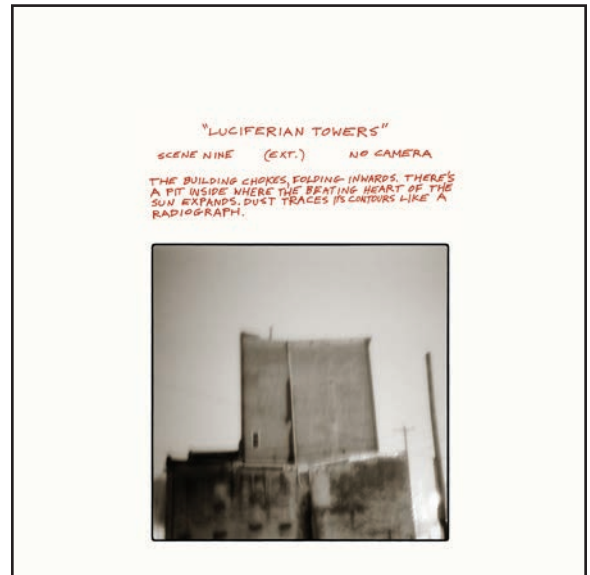 "LUCIFERIAN TOWERS"
SCENE NINE (EXT.) NO CAMERA
THE BUILDING CHOKES, FOLDING INWARDS. THERE'S
A PIT INSIDE WHERE THE BEATING HEART OF THE
SUN EXPANDS. DUST TRACES ITS CONTOURS LIKE A
RADIOGRAPH.